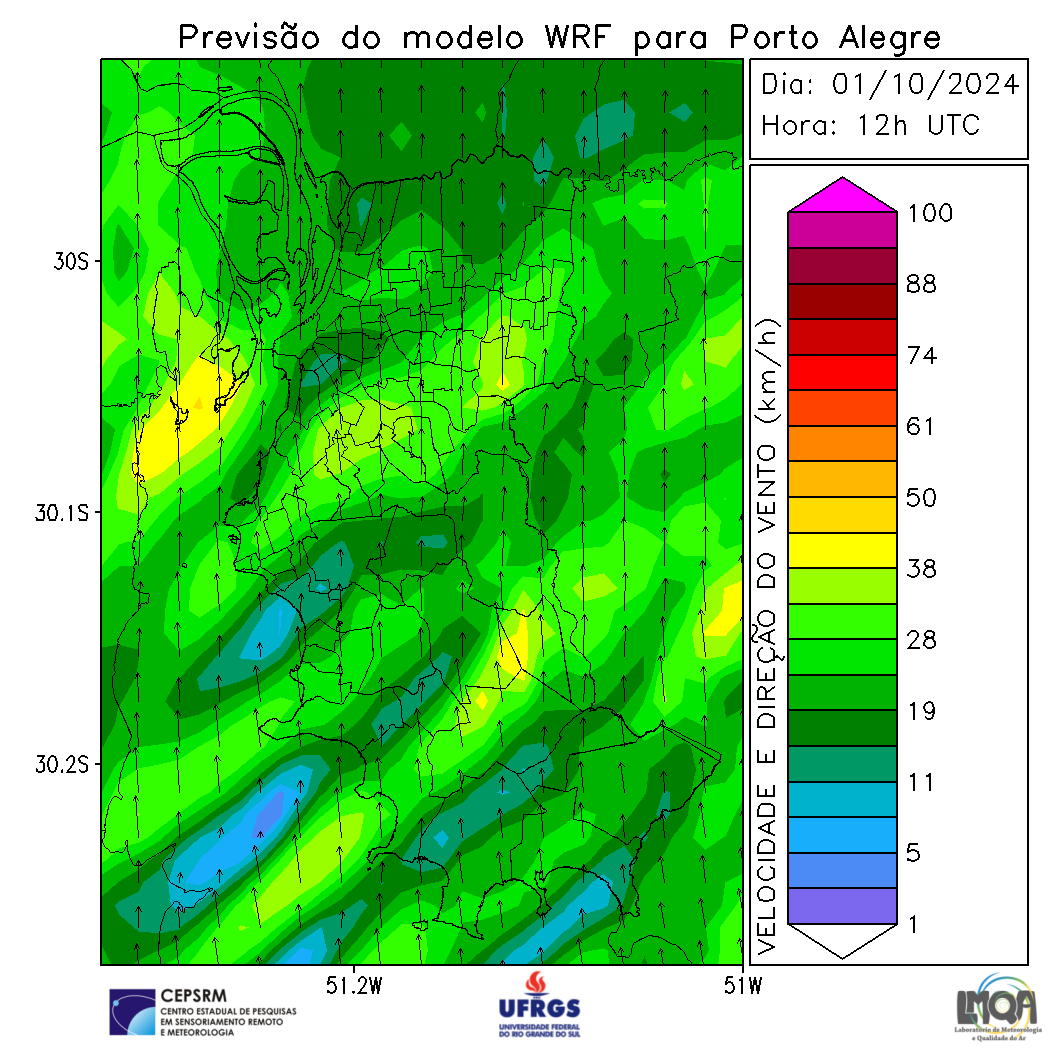 Previsão do modelo WRF para Porto Alegre
Dia: 01/10/2024
Hora: 12h UTC
30S
30.1S
30.2S
51.2W
51W
VELOCIDADE E DIREÇÃO DO VENTO (km/h)
100
88
74
61
50
38
28
19
11
5
1
CEPSRM
CENTRO ESTADUAL DE PESQUISAS
EM SENSORIAMENTO REMOTO
E METEOROLOGIA
UFRGS
UNIVERSIDADE FEDERAL
DO RIO GRANDE DO SUL
LMQA
Laboratório de Meteorologia
e Qualidade do Ar